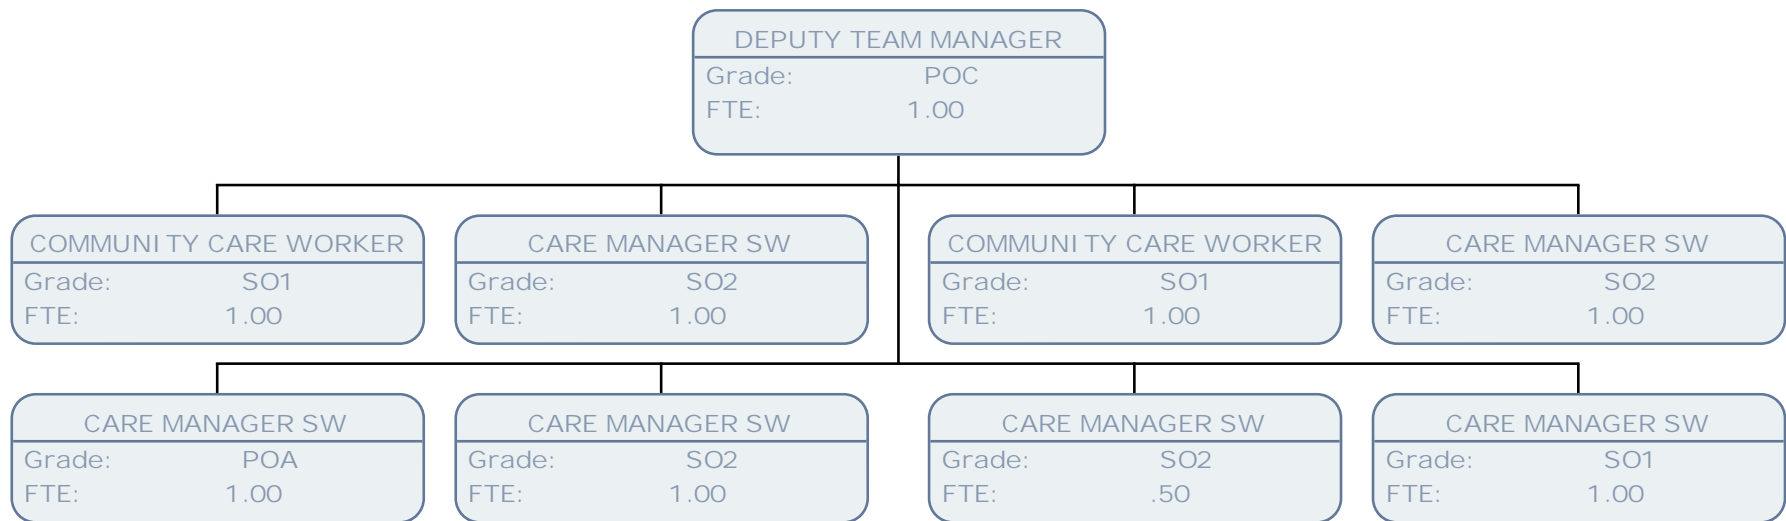 DEPUTY TEAM MANAGER
Grade: POC
FTE: 1.00
COMMUNITY CARE WORKER
Grade: SO1
FTE: 1.00
CARE MANAGER SW
Grade: SO2
FTE: 1.00
COMMUNITY CARE WORKER
Grade: SO1
FTE: 1.00
CARE MANAGER SW
Grade: SO2
FTE: 1.00
CARE MANAGER SW
Grade: POA
FTE: 1.00
CARE MANAGER SW
Grade: SO2
FTE: 1.00
CARE MANAGER SW
Grade: SO2
FTE: .50
CARE MANAGER SW
Grade: SO1
FTE: 1.00